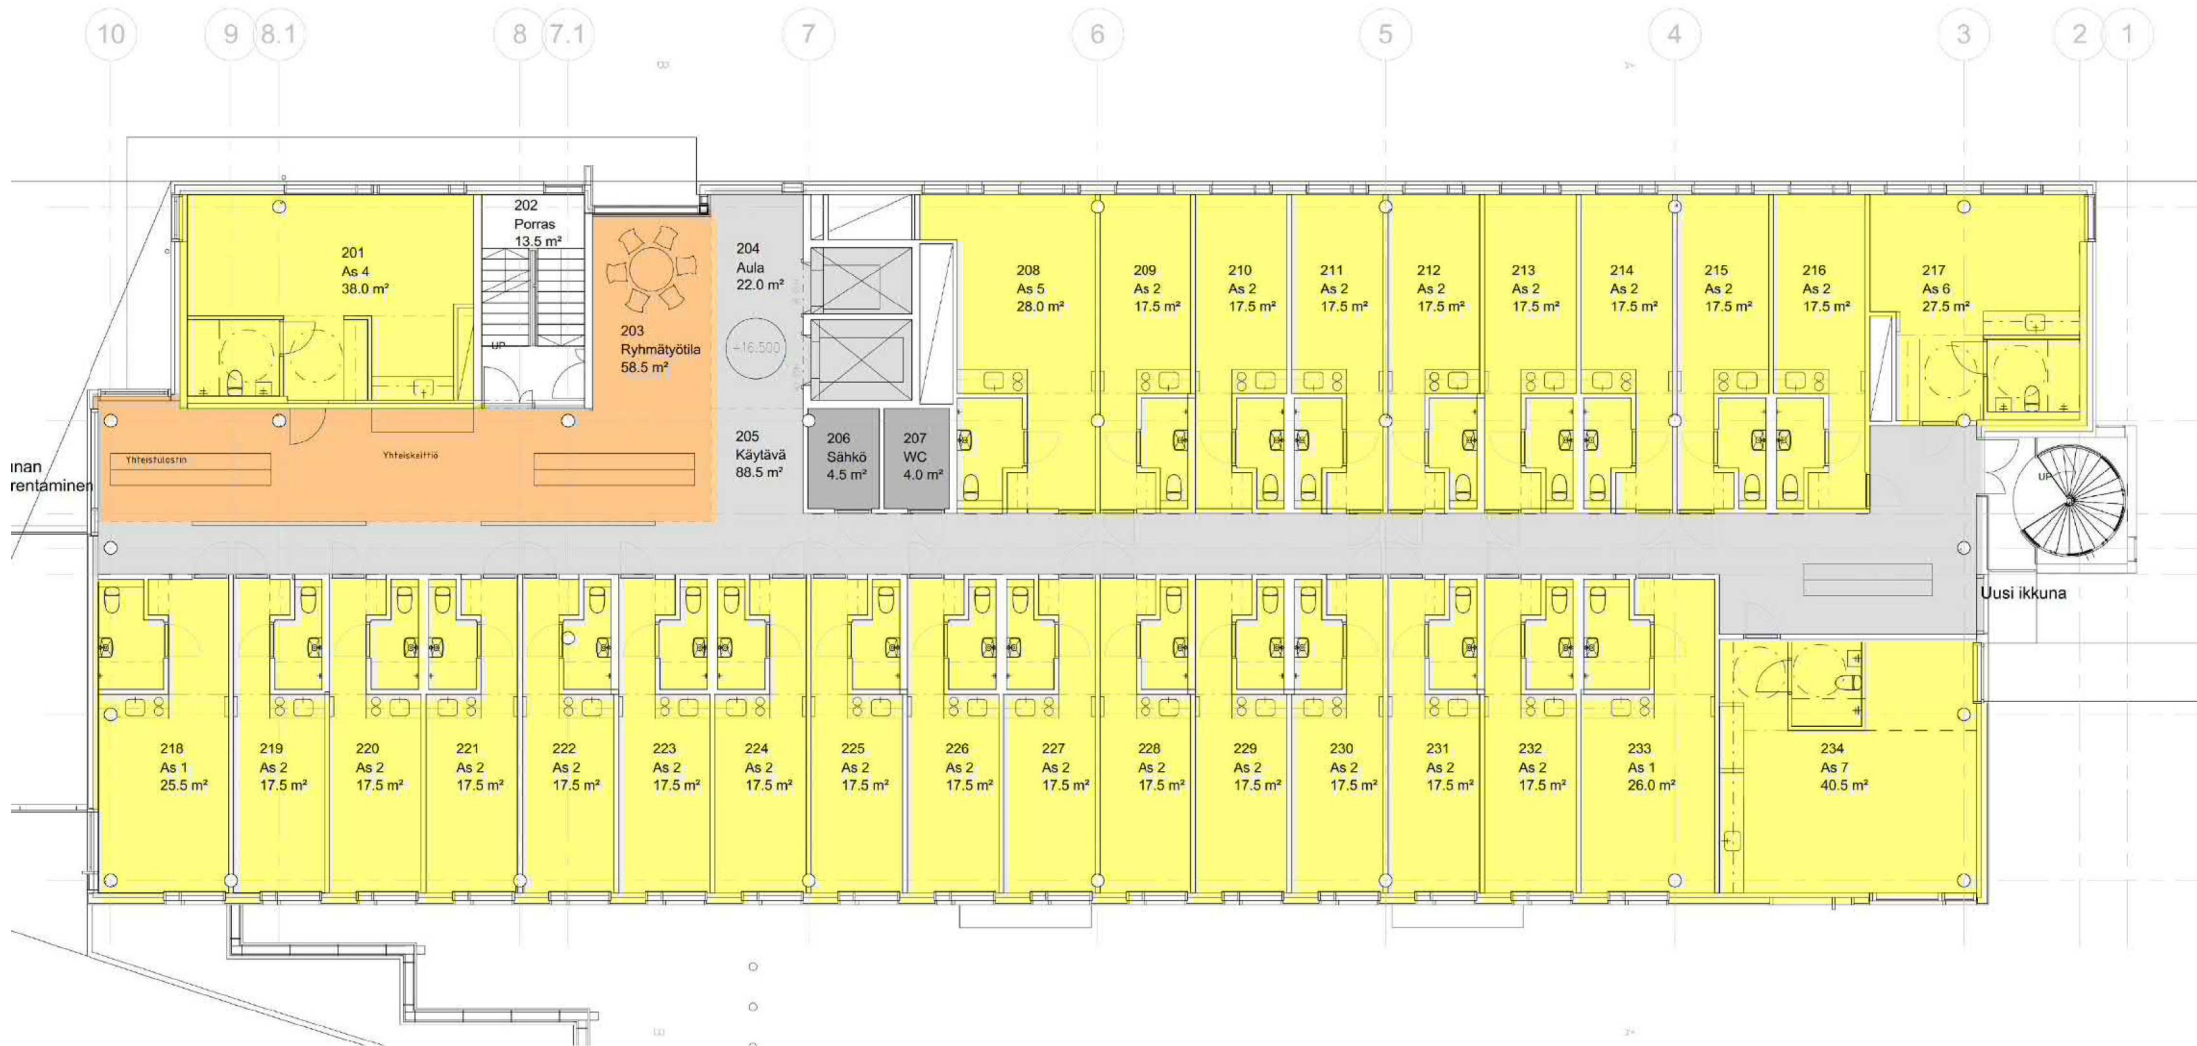 10
9
8.1
8
7.1
7
6
5
4
3
2
1
201
As 4
38.0 m²
202
Porras
13.5 m²
UP
203
Ryhmätyötila
58.5 m²
204
Aula
22.0 m²
+16.500
205
Käytävä
88.5 m²
206
Sähkö
4.5 m²
207
WC
4.0 m²
208
As 5
28.0 m²
209
As 2
17.5 m²
210
As 2
17.5 m²
211
As 2
17.5 m²
212
As 2
17.5 m²
213
As 2
17.5 m²
214
As 2
17.5 m²
215
As 2
17.5 m²
216
As 2
17.5 m²
217
As 6
27.5 m²
Yhteistulostin
Yhteiskeittiö
inan
rentaminen
UP
Uusi ikkuna
218
As 1
25.5 m²
219
As 2
17.5 m²
220
As 2
17.5 m²
221
As 2
17.5 m²
222
As 2
17.5 m²
223
As 2
17.5 m²
224
As 2
17.5 m²
225
As 2
17.5 m²
226
As 2
17.5 m²
227
As 2
17.5 m²
228
As 2
17.5 m²
229
As 2
17.5 m²
230
As 2
17.5 m²
231
As 2
17.5 m²
232
As 2
17.5 m²
233
As 1
26.0 m²
234
As 7
40.5 m²